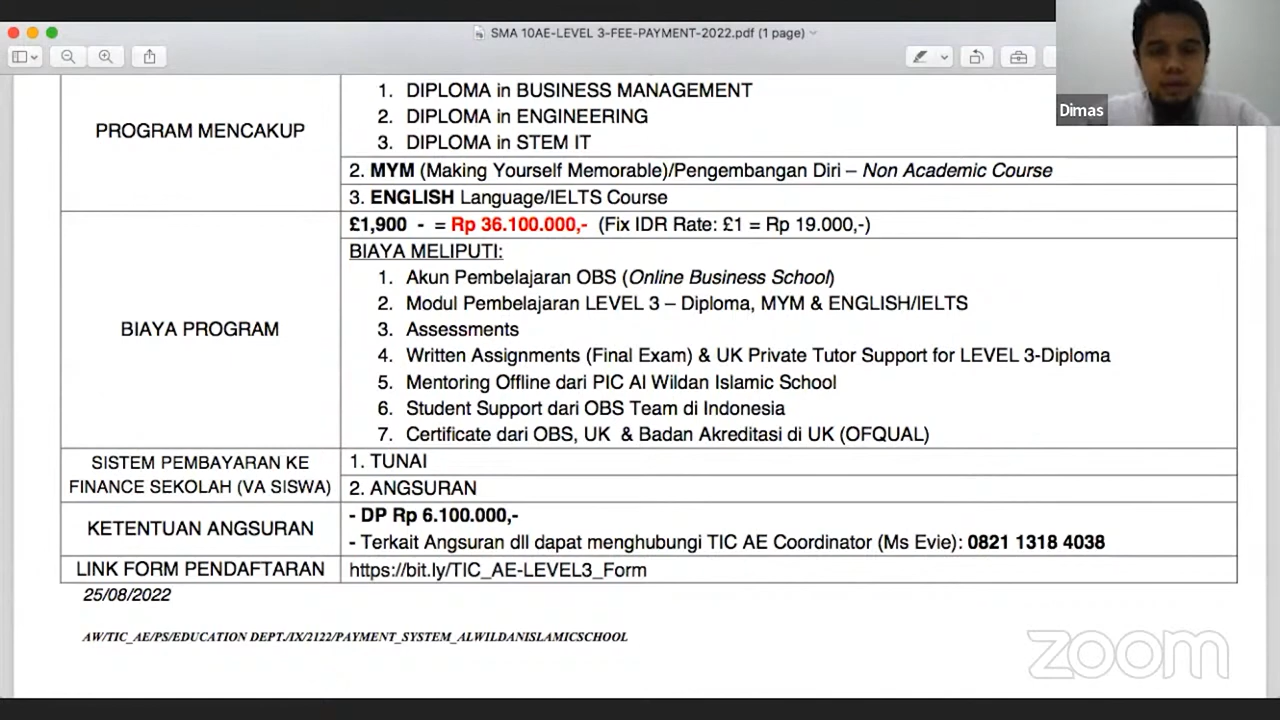 SMA 10AE-LEVEL 3-FEE-PAYMENT-2022.pdf (1 page)
Dimas
PROGRAM MENCAKUP
1. DIPLOMA in BUSINESS MANAGEMENT
2. DIPLOMA in ENGINEERING
3. DIPLOMA in STEM IT
2. MYM (Making Yourself Memorable)/Pengembangan Diri – Non Academic Course
3. ENGLISH Language/IELTS Course
BIAYA PROGRAM
£1,900 - = Rp 36.100.000,- (Fix IDR Rate: £1 = Rp 19.000,-)
BIAYA MELIPUTI:
1. Akun Pembelajaran OBS (Online Business School)
2. Modul Pembelajaran LEVEL 3 – Diploma, MYM & ENGLISH/IELTS
3. Assessments
4. Written Assignments (Final Exam) & UK Private Tutor Support for LEVEL 3-Diploma
5. Mentoring Offline dari PIC Al Wildan Islamic School
6. Student Support dari OBS Team di Indonesia
7. Certificate dari OBS, UK & Badan Akreditasi di UK (OFQUAL)
SISTEM PEMBAYARAN KE
FINANCE SEKOLAH (VA SISWA)
1. TUNAI
2. ANGSURAN
KETENTUAN ANGSURAN
- DP Rp 6.100.000,-
- Terkait Angsuran dll dapat menghubungi TIC AE Coordinator (Ms Evie): 0821 1318 4038
LINK FORM PENDAFTARAN
https://bit.ly/TIC_AE-LEVEL3_Form
25/08/2022
AW/TIC_AE/PS/EDUCATION DEPT./IX/2122/PAYMENT_SYSTEM_ALWILDANISLAMICSCHOOL
zoom